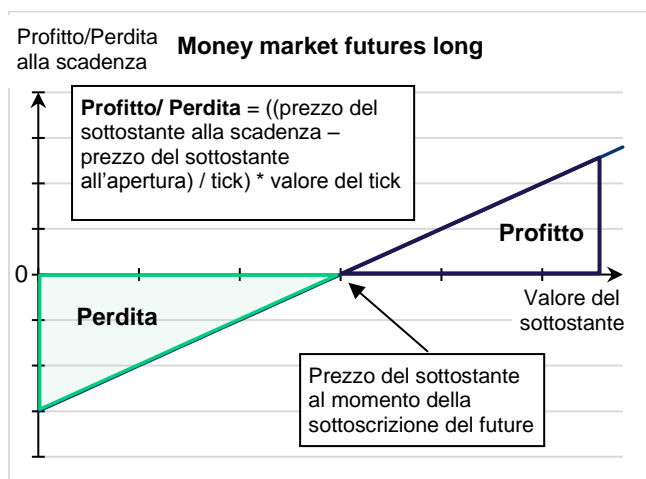 Profitto/Perdita
alla scadenza
Money market futures long
Profitto/ Perdita = ((prezzo del
sottostante alla scadenza –
prezzo del sottostante
all'apertura) / tick) * valore del tick
Profitto
0
Valore del
sottostante
Perdita
Prezzo del sottostante
al momento della
sottoscrizione del future